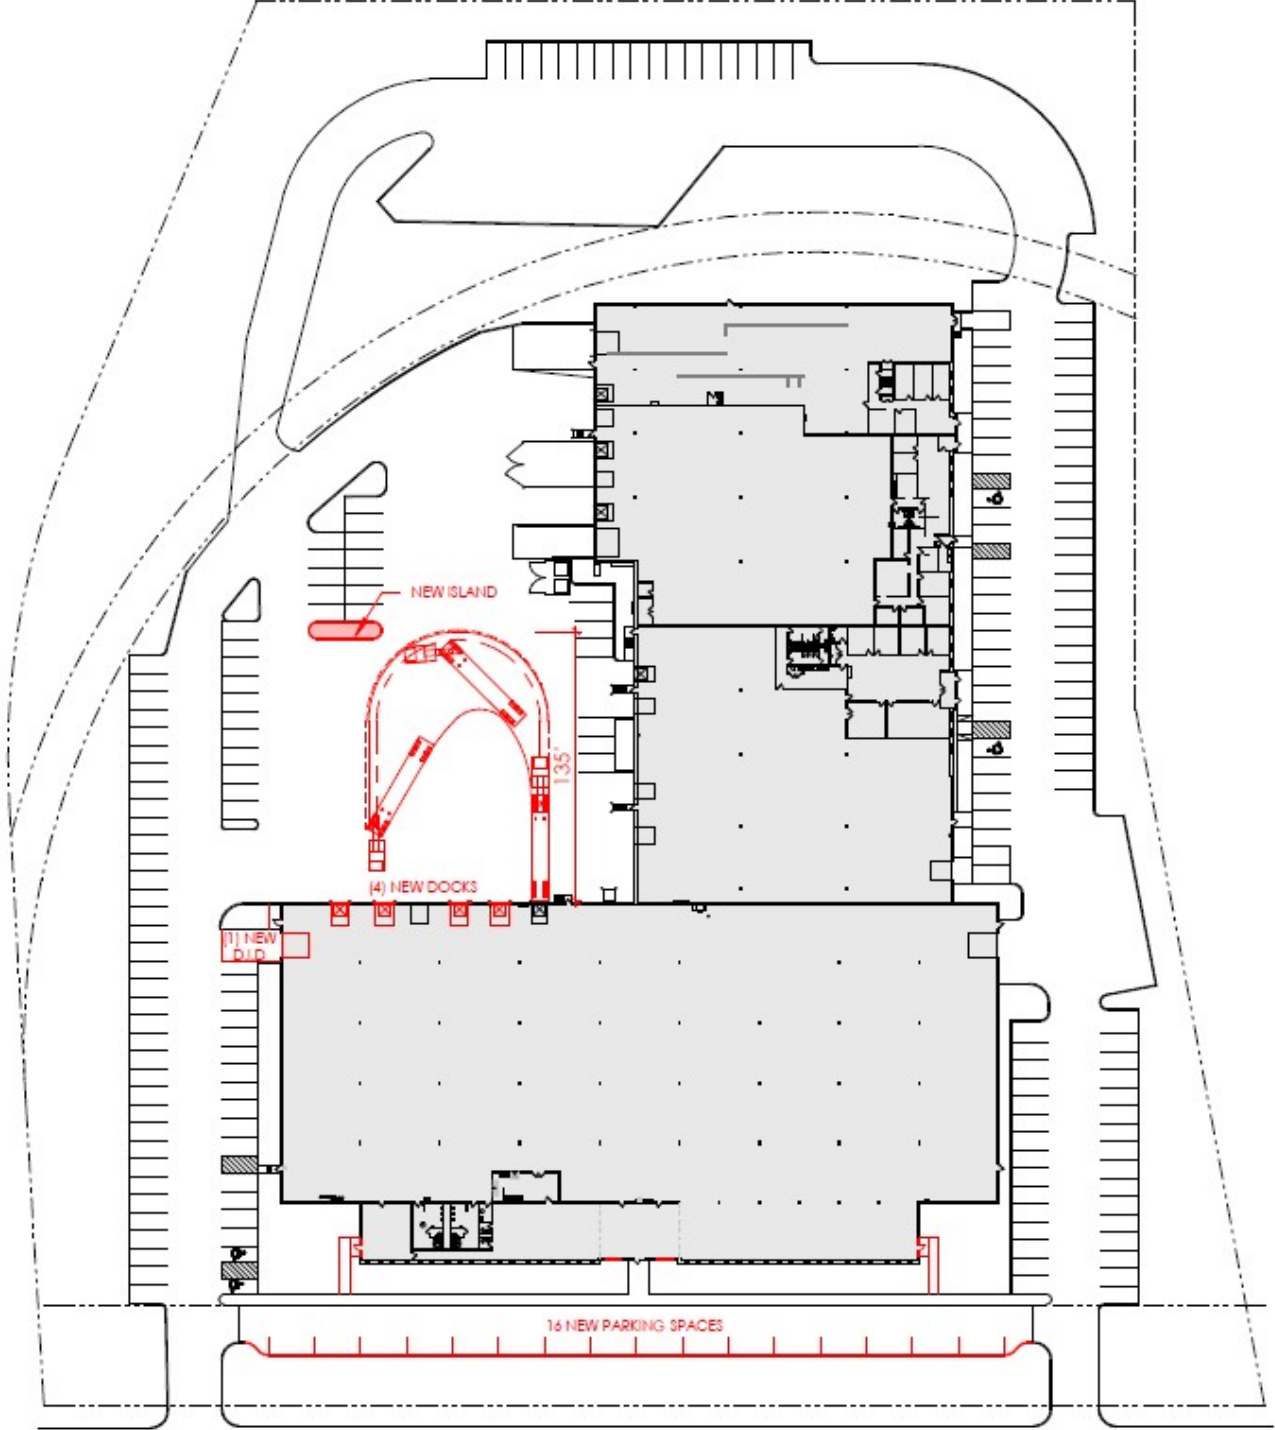 NEW ISLAND
135'
(4) NEW DOCKS
(1) NEW
D.I.D
16 NEW PARKING SPACES